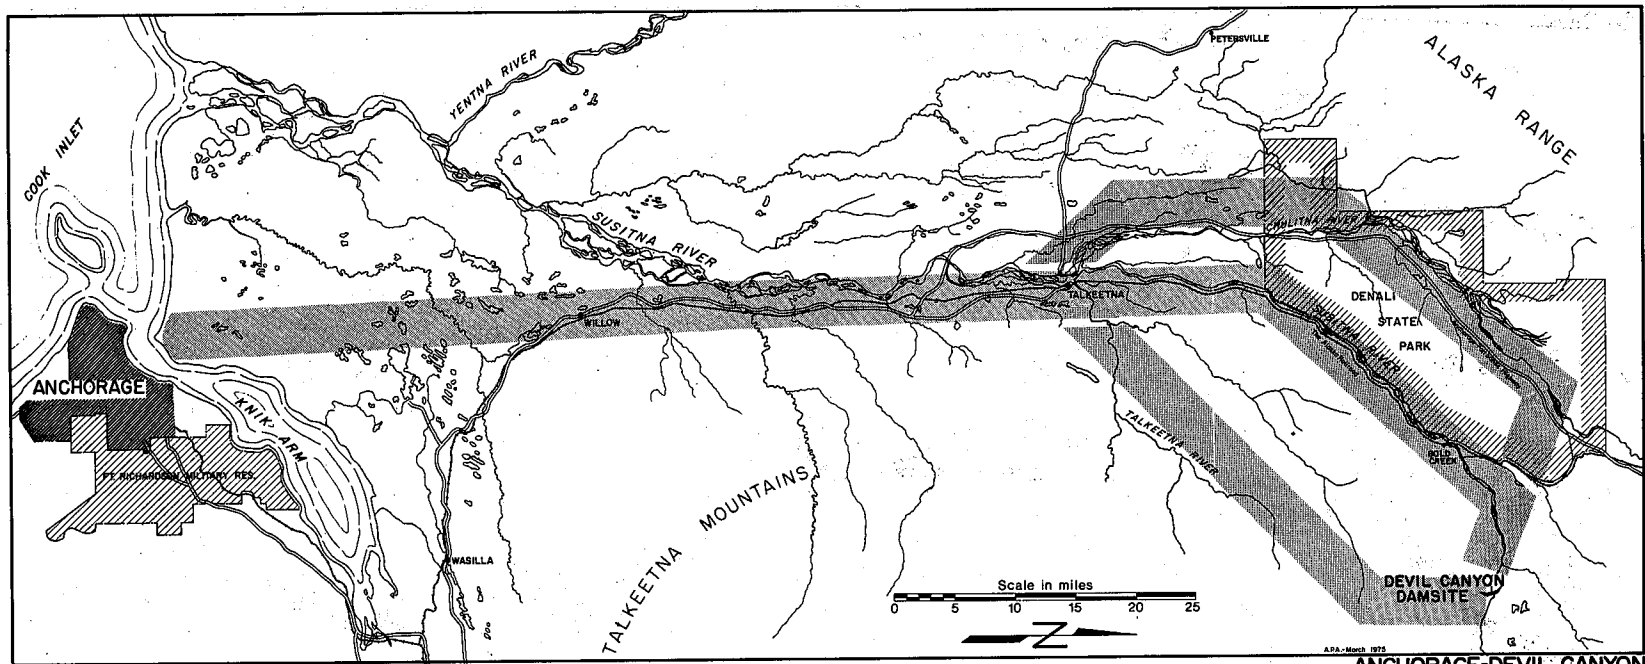 PETERSVILLE
ALASKA RANGE
YENTNA RIVER
COOK INLET
SUSITNA RIVER
CHULITNA RIVER
DENALI
STATE
PARK
TALKEETNA
WILLOW
SUSITNA RIVER
ANCHORAGE
KNIK ARM
TALKEETNA RIVER
GOLD
CREEK
FT. RICHARDSON MILITARY RES.
TALKEETNA MOUNTAINS
WASILLA
DEVIL CANYON
DAMSITE
Scale in miles
0 5 10 15 20 25
N
A.P.A.-March 1975
ANCHORAGE-DEVIL CANYON